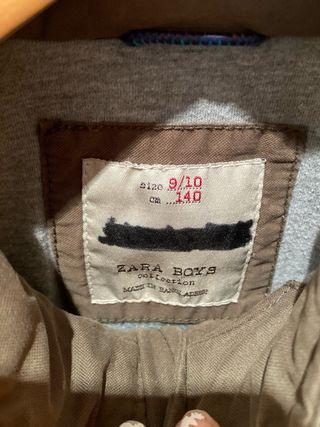 size 9/10
cm 140
ZARA BOYS
collection
MADE IN BANGLADESH